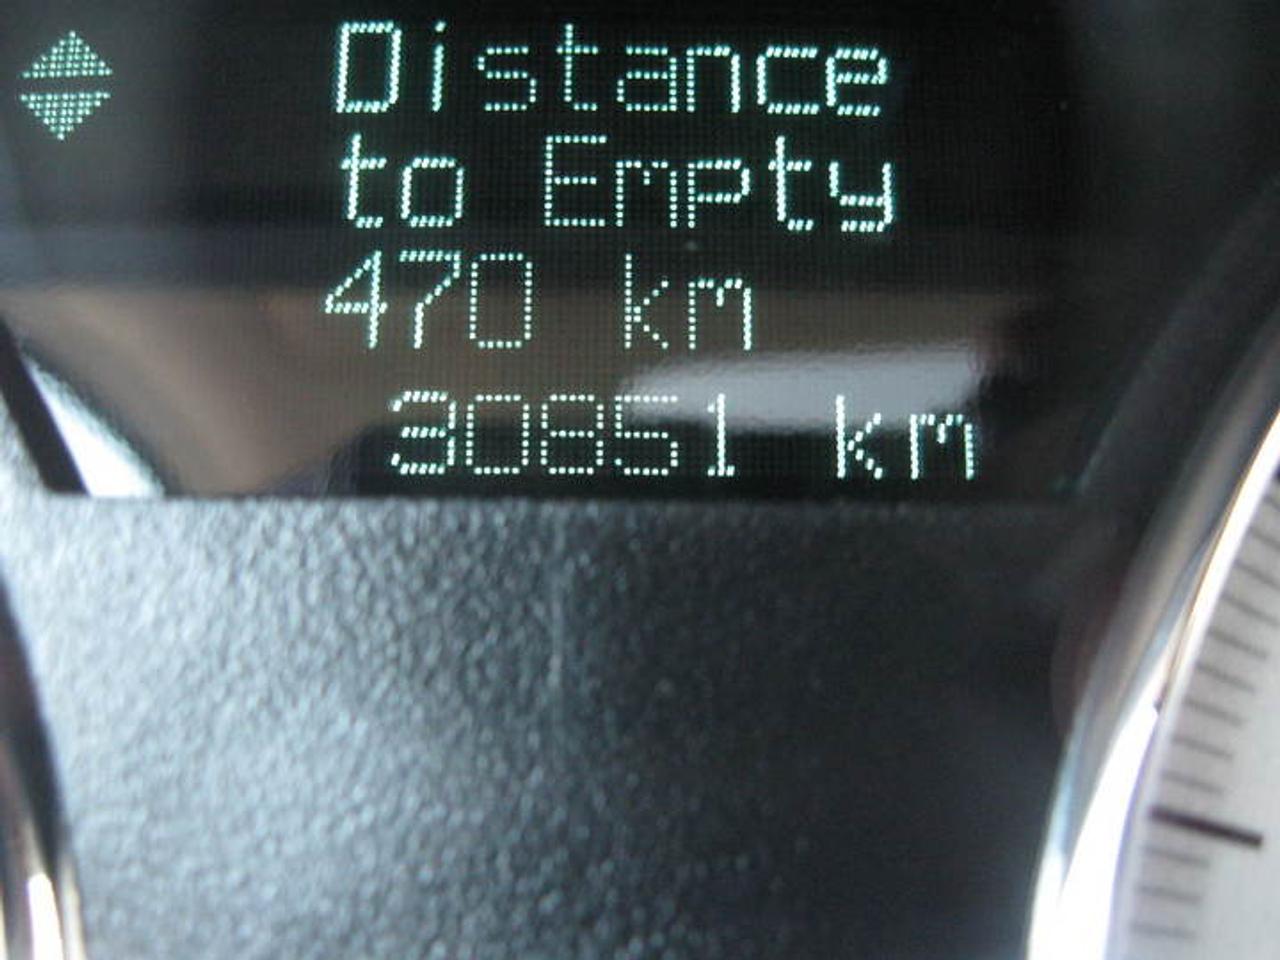 Distance
to Empty
470 km
30851 km